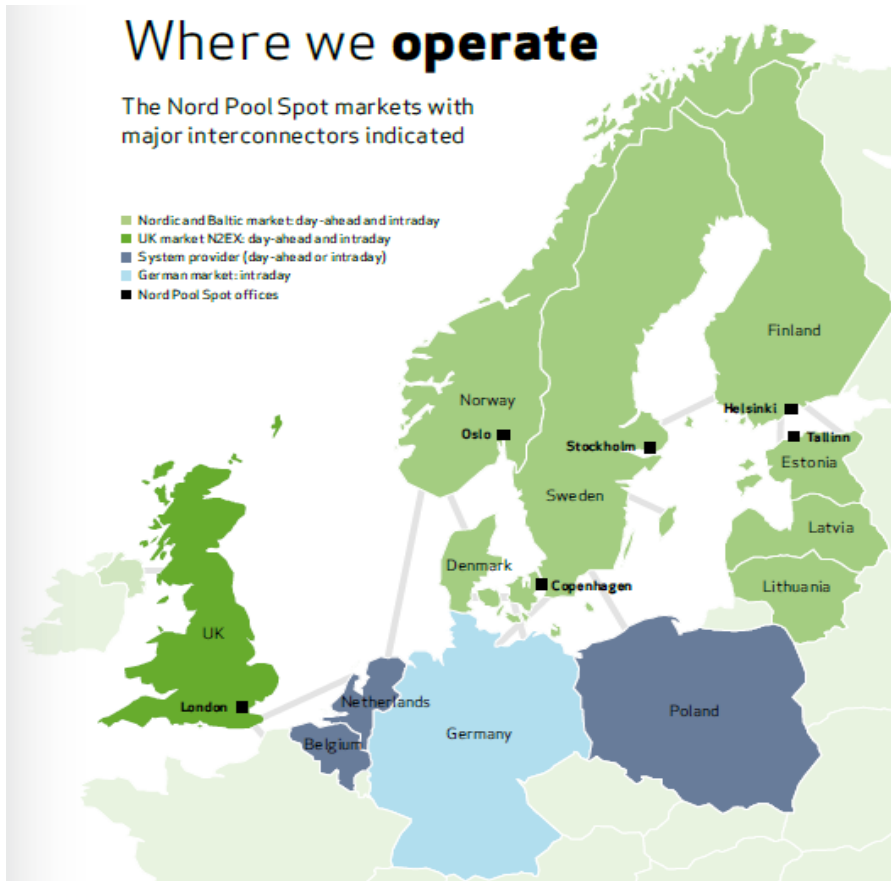 Where we operate
The Nord Pool Spot markets with
major interconnectors indicated
Nordic and Baltic market: day-ahead and intraday
UK market N2EX: day-ahead and intraday
System provider (day-ahead or intraday)
German market: intraday
Nord Pool Spot offices
Finland
Norway
Helsinki
Oslo
Tallinn
Stockholm
Estonia
Sweden
Latvia
Denmark
Copenhagen
Lithuania
UK
Netherlands
London
Poland
Germany
Belgium